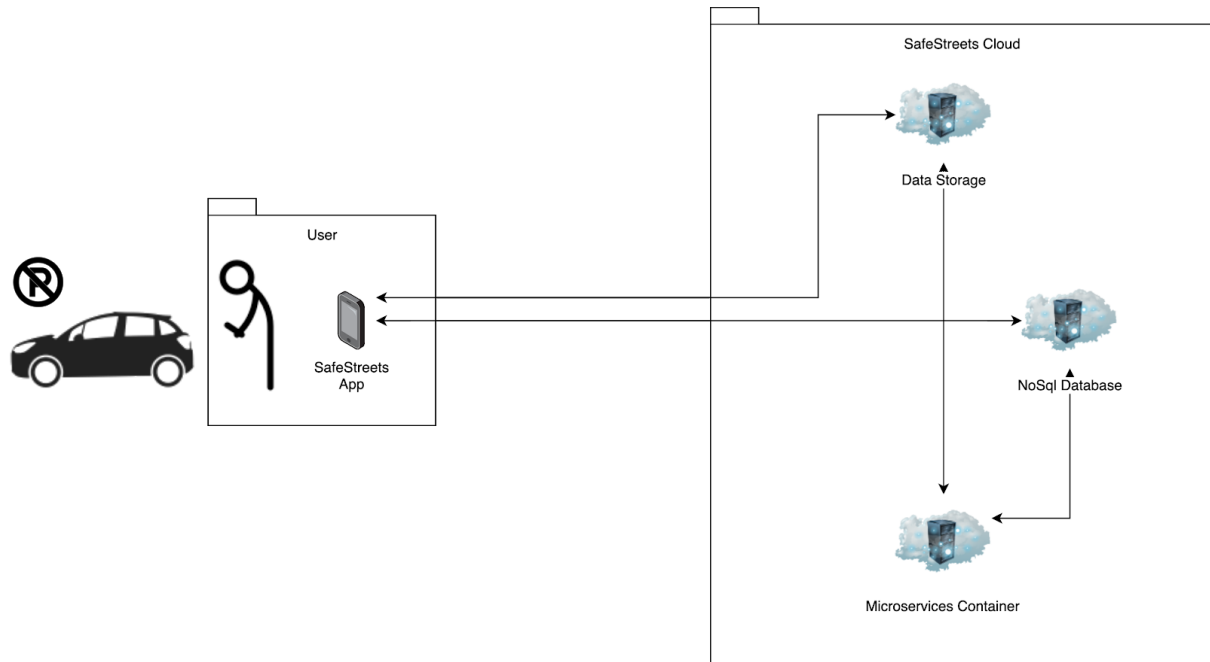 SafeStreets Cloud
Data Storage
User
P
SafeStreets
App
NoSql Database
Microservices Container